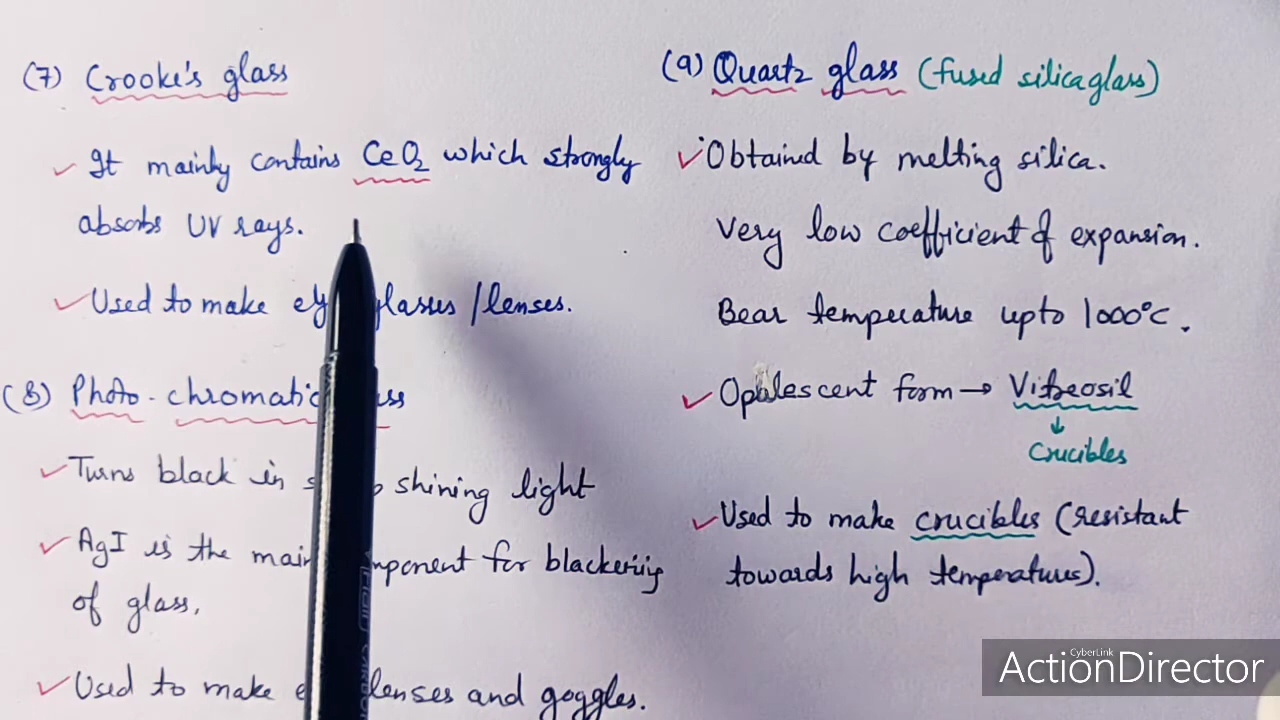 (7) Crooke's glass
It mainly contains CeO2 which strongly
absorbs UV rays.
Used to make glasses / lenses.
(8) Photo-chromatic
Turns black in shining light
AgI is the main for blackening
of glass.
Used to make lenses and goggles.
(9) Quartz glass (fused silica glass)
Obtained by melting silica.
Very low coefficient of expansion.
Bear temperature upto 1000°C.
Opalescent form → Vitreosil
↓
Crucibles
Used to make crucibles (resistant
towards high temperatures).
CyberLink
ActionDirector